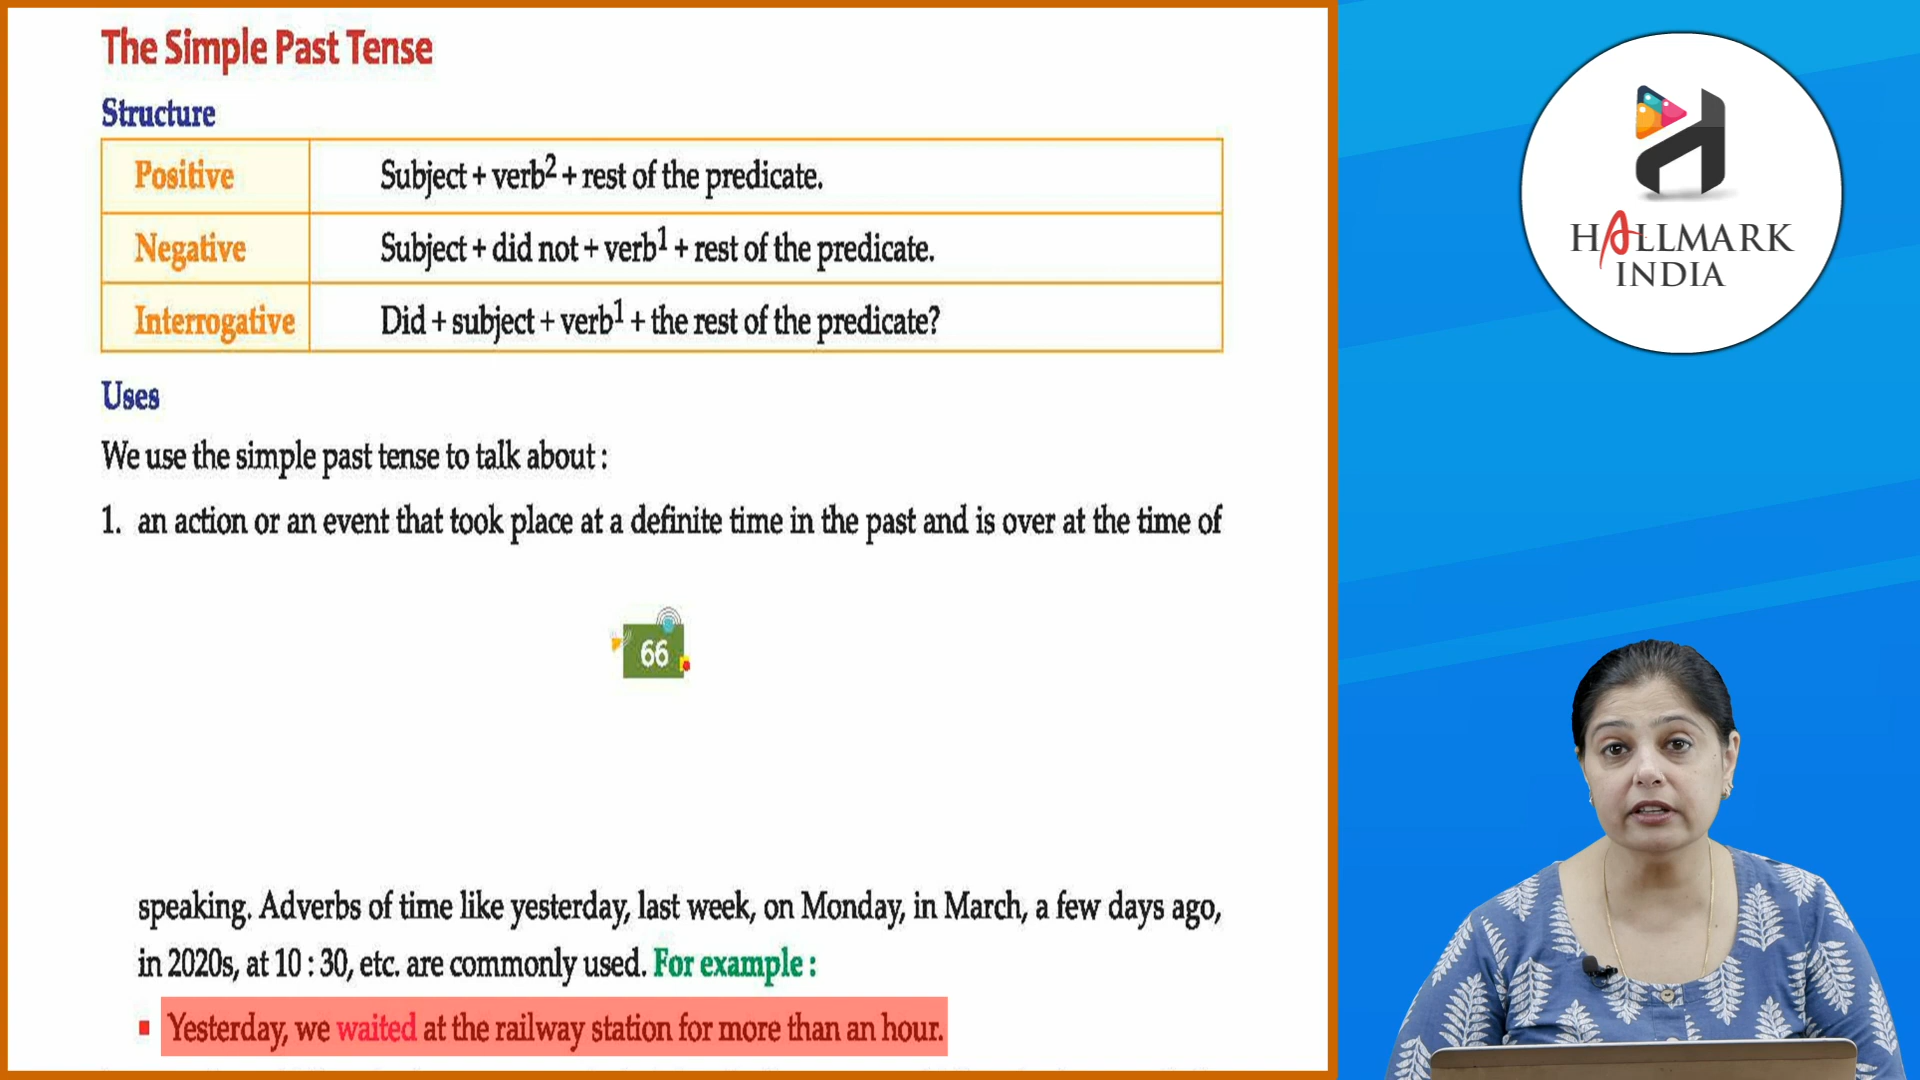 The Simple Past Tense
Structure
Positive Subject + verb² + rest of the predicate.
Negative Subject + did not + verb¹ + rest of the predicate.
Interrogative Did + subject + verb¹ + the rest of the predicate?
Uses
We use the simple past tense to talk about :
1. an action or an event that took place at a definite time in the past and is over at the time of
66
speaking. Adverbs of time like yesterday, last week, on Monday, in March, a few days ago,
in 2020s, at 10 : 30, etc. are commonly used. For example :
▪ Yesterday, we waited at the railway station for more than an hour.
HALLMARK
INDIA